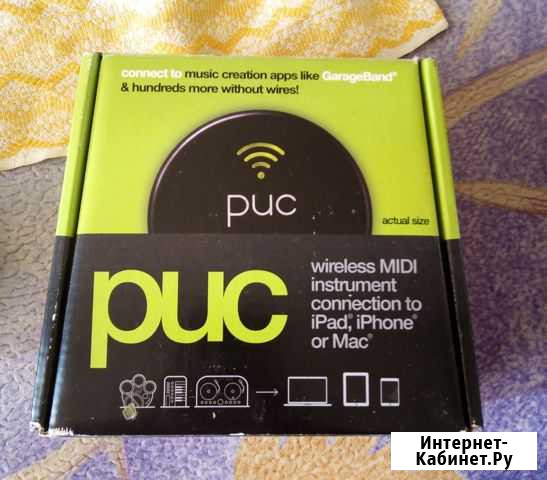 connect to music creation apps like GarageBand®
& hundreds more without wires!
puc
actual size
puc
wireless MIDI
instrument
connection to
iPad®, iPhone®
or Mac®
Интернет-
Кабинет.Ру